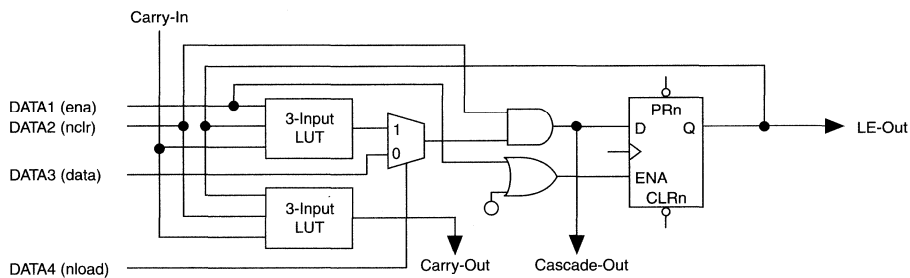 Carry-In
DATA1 (ena)
DATA2 (nclr)
DATA3 (data)
DATA4 (nload)
3-Input
LUT
1
0
3-Input
LUT
Carry-Out
Cascade-Out
PRn
D
Q
ENA
CLRn
LE-Out